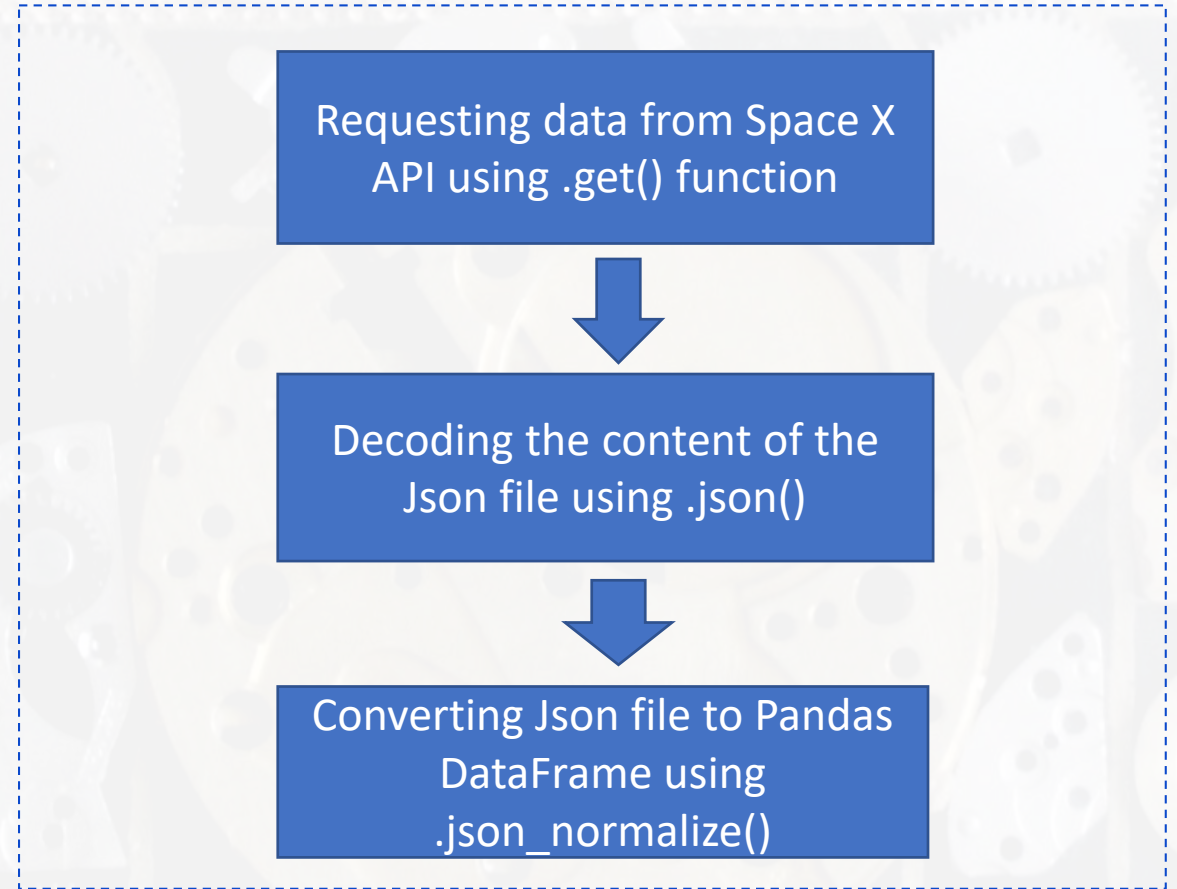 Requesting data from Space X
API using .get() function
Decoding the content of the
Json file using .json()
Converting Json file to Pandas
DataFrame using
.json_normalize()